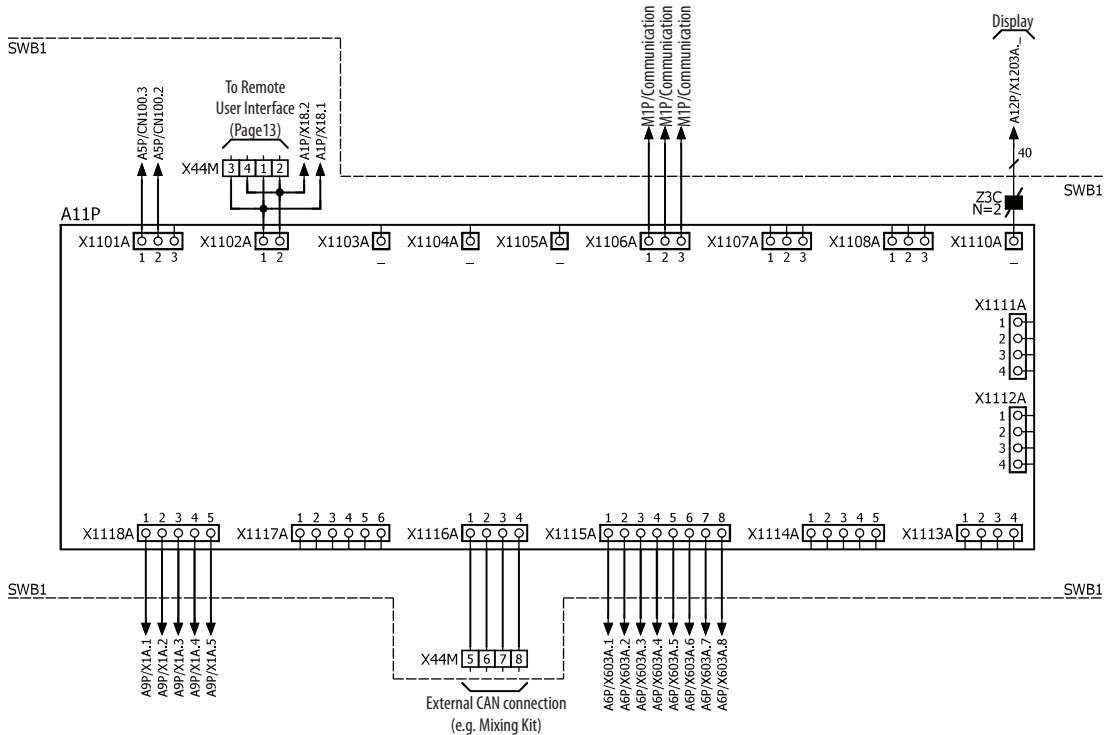 Display
SWB1
To Remote
User Interface
(Page13)
A5P/CN100.3
A5P/CN100.2
A1P/X18.2
A1P/X18.1
M1P/Communication
M1P/Communication
M1P/Communication
A12P/X1203A._
40
X44M 3 4 1 2
SWB1
Z3C
N=2
A11P
X1101A X1102A X1103A X1104A X1105A X1106A X1107A X1108A X1110A
1 2 3 1 2 _ _ _ 1 2 3 1 2 3 1 2 3 _
X1111A
1
2
3
4
X1112A
1
2
3
4
1 2 3 4 5 1 2 3 4 5 6 1 2 3 4 1 2 3 4 5 6 7 8 1 2 3 4 5 1 2 3 4
X1118A X1117A X1116A X1115A X1114A X1113A
SWB1 SWB1
A9P/X1A.1
A9P/X1A.2
A9P/X1A.3
A9P/X1A.4
A9P/X1A.5
X44M 5 6 7 8
A6P/X603A.1
A6P/X603A.2
A6P/X603A.3
A6P/X603A.4
A6P/X603A.5
A6P/X603A.6
A6P/X603A.7
A6P/X603A.8
External CAN connection
(e.g. Mixing Kit)